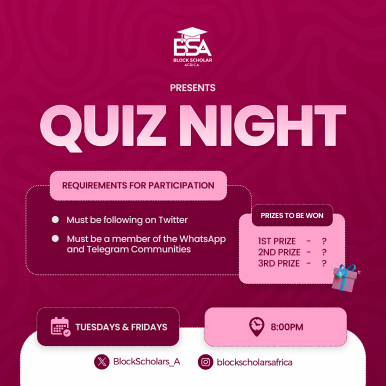 BSA
BLOCK SCHOLAR
AFRICA
PRESENTS
QUIZ NIGHT
REQUIREMENTS FOR PARTICIPATION
Must be following on Twitter
Must be a member of the WhatsApp
and Telegram Communities
PRIZES TO BE WON
1ST PRIZE - ?
2ND PRIZE - ?
3RD PRIZE - ?
TUESDAYS & FRIDAYS
8:00PM
BlockScholars_A
blockscholarsafrica